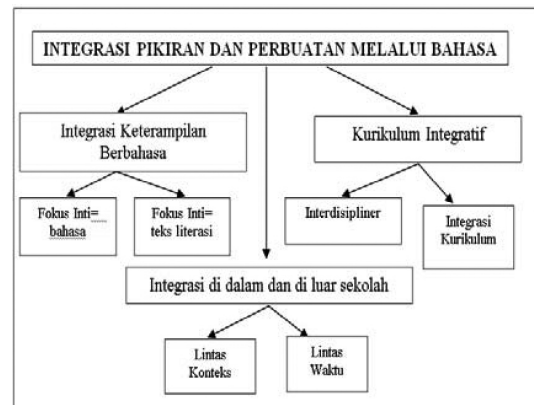 INTEGRASI PIKIRAN DAN PERBUATAN MELALUI BAHASA
Integrasi Keterampilan
Berbahasa
Kurikulum Integratif
Fokus Inti=
bahasa
Fokus Inti=
teks literasi
Interdisipliner
Integrasi
Kurikulum
Integrasi di dalam dan di luar sekolah
Lintas
Konteks
Lintas
Waktu